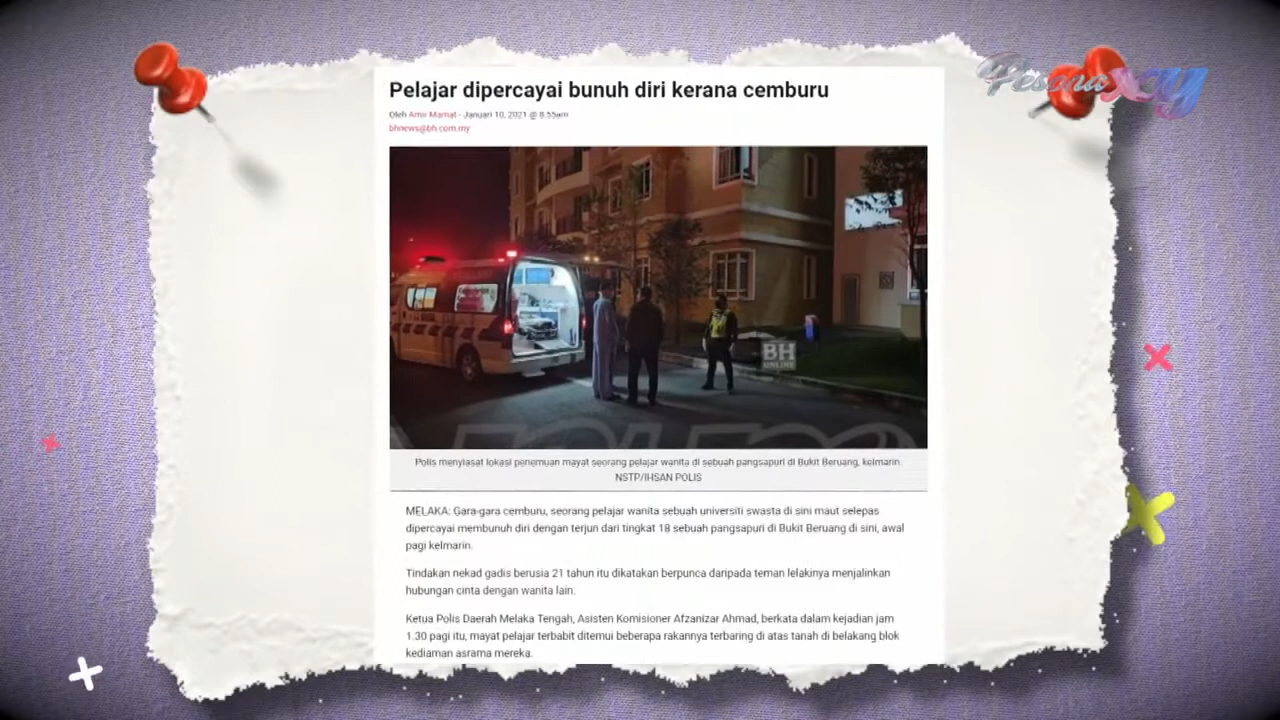 Pesona XY
Pelajar dipercayai bunuh diri kerana cemburu
Oleh Amir Mamat - Januari 10, 2021 @ 8:55am
bhnews@bh.com.my
BH
ONLINE
Polis menyiasat lokasi penemuan mayat seorang pelajar wanita di sebuah pangsapuri di Bukit Beruang, kelmarin.
NSTP/IHSAN POLIS
MELAKA: Gara-gara cemburu, seorang pelajar wanita sebuah universiti swasta di sini maut selepas
dipercayai membunuh diri dengan terjun dari tingkat 18 sebuah pangsapuri di Bukit Beruang di sini, awal
pagi kelmarin.
Tindakan nekad gadis berusia 21 tahun itu dikatakan berpunca daripada teman lelakinya menjalinkan
hubungan cinta dengan wanita lain.
Ketua Polis Daerah Melaka Tengah, Asisten Komisioner Afzanizar Ahmad, berkata dalam kejadian jam
1.30 pagi itu, mayat pelajar terbabit ditemui beberapa rakannya terbaring di atas tanah di belakang blok
kediaman asrama mereka.